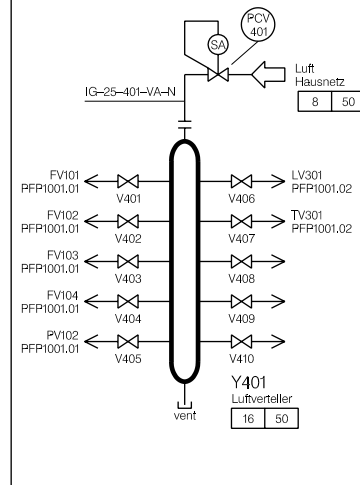 PCV
401
SA
Luft
Hausnetz
8 50
IG-25-401-VA-N
FV101
PFP1001.01
V401
LV301
PFP1001.02
V406
FV102
PFP1001.01
V402
TV301
PFP1001.02
V407
FV103
PFP1001.01
V403
V408
FV104
PFP1001.01
V404
V409
PV102
PFP1001.01
V405
V410
vent
Y401
Luftverteller
16 50